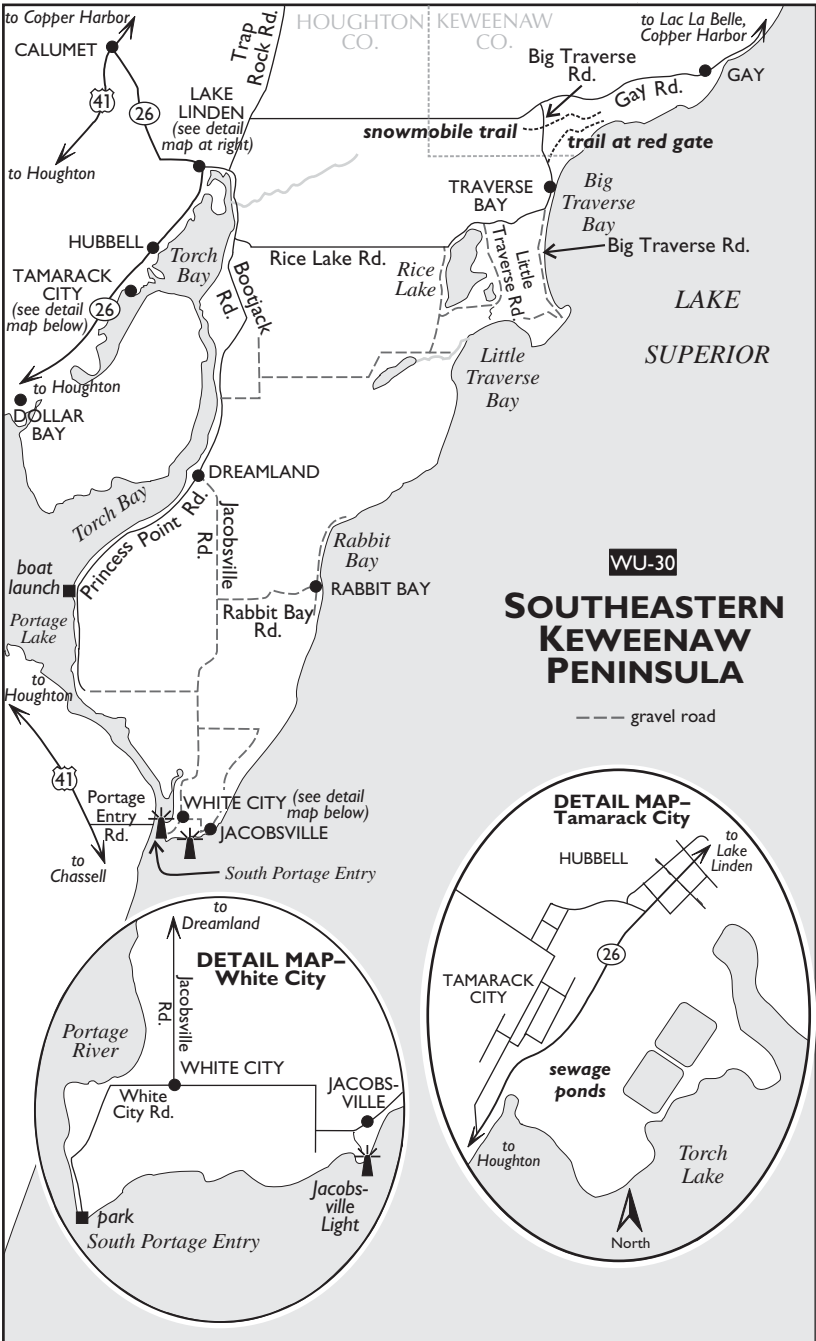 to Copper Harbor
CALUMET
41
26
to Houghton
LAKE
LINDEN
(see detail
map at right)
Trap
Rock Rd.
HOUGHTON
CO.
KEWEENAW
CO.
to Lac La Belle,
Copper Harbor
Big Traverse
Rd.
Gay Rd.
GAY
snowmobile trail
trail at red gate
TRAVERSE
BAY
Big
Traverse
Bay
HUBBELL
Torch
Bay
TAMARACK
CITY
(see detail
map below)
26
to Houghton
DOLLAR
BAY
Bootjack
Rd.
Rice Lake Rd.
Rice
Lake
Little
Traverse Rd.
Big Traverse Rd.
LAKE
SUPERIOR
Little
Traverse
Bay
DREAMLAND
Torch Bay
Princess Point Rd.
Jacobsville
Rd.
Rabbit
Bay
RABBIT BAY
Rabbit Bay
Rd.
boat
launch
Portage
Lake
to
Houghton
41
Portage
Entry
Rd.
to
Chassell
WHITE CITY
(see detail
map below)
JACOBSVILLE
South Portage Entry
WU-30
SOUTHEASTERN
KEWEENAW
PENINSULA
gravel road
to
Dreamland
DETAIL MAP–
White City
Jacobsville
Rd.
Portage
River
WHITE CITY
White
City Rd.
JACOBS-
VILLE
Jacobs-
ville
Light
park
South Portage Entry
DETAIL MAP–
Tamarack City
HUBBELL
to
Lake
Linden
26
TAMARACK
CITY
sewage
ponds
to
Houghton
Torch
Lake
North